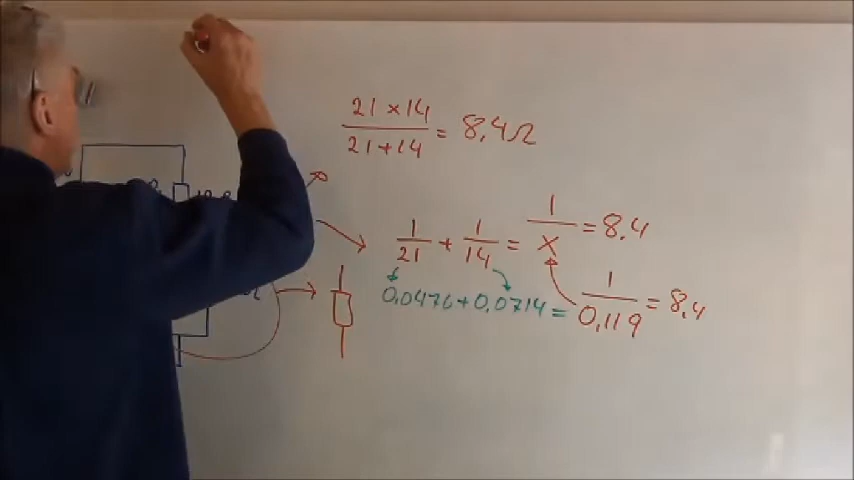 21 × 14 / 21 + 14 = 8,4 Ω
1/21 + 1/14 = 1/X = 8,4
0,0476 + 0,0714 = 1/0,119 = 8,4